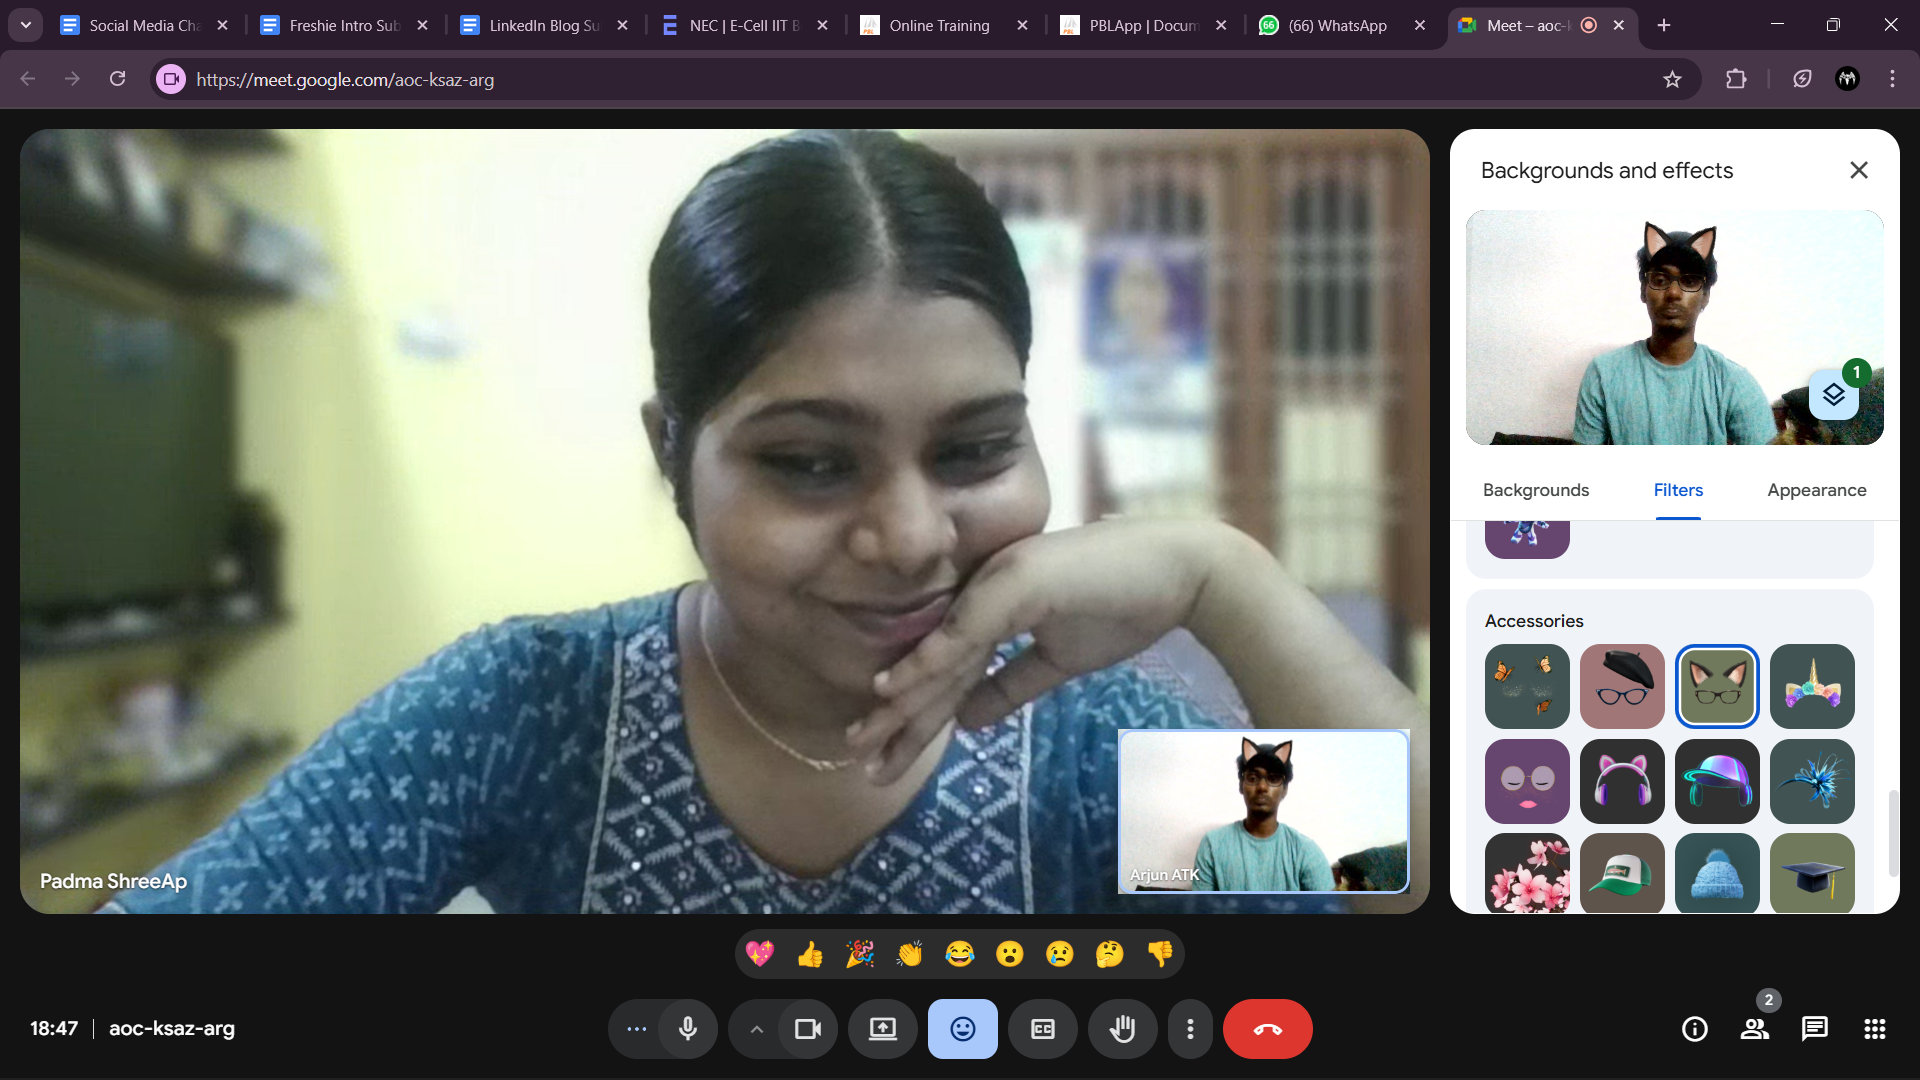 Social Media Cha
Freshie Intro Sub
LinkedIn Blog Su
NEC | E-Cell IIT B
Online Training
PBLApp | Docum
66
(66) WhatsApp
Meet – aoc-k
https://meet.google.com/aoc-ksaz-arg
Backgrounds and effects
1
Backgrounds
Filters
Appearance
Accessories
Padma ShreeAp
Arjun ATK
18:47
aoc-ksaz-arg
CC
2